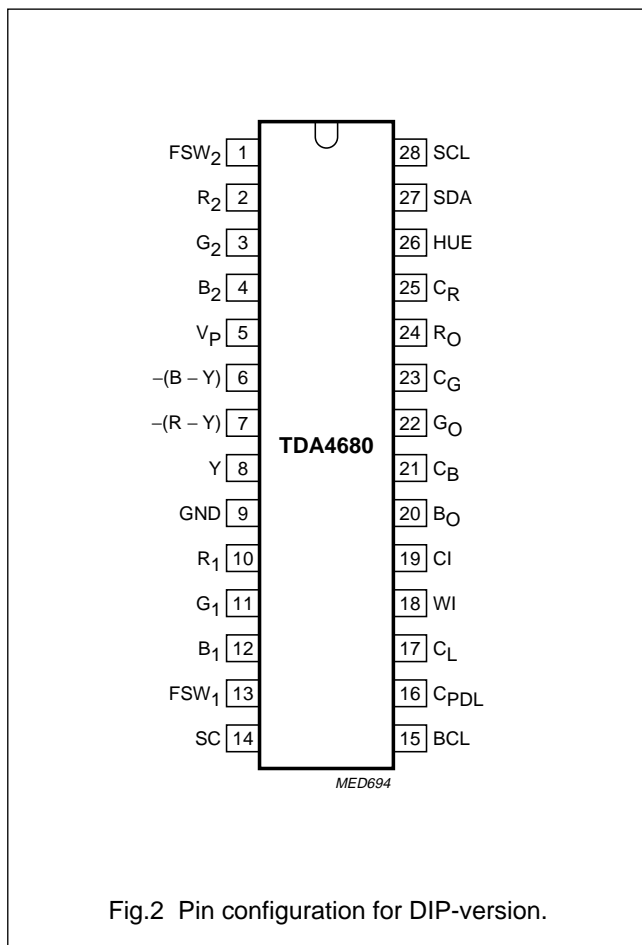 FSW2 1 28 SCL
R2 2 27 SDA
G2 3 26 HUE
B2 4 25 CR
VP 5 24 RO
−(B − Y) 6 23 CG
−(R − Y) 7 22 GO
TDA4680
Y 8 21 CB
GND 9 20 BO
R1 10 19 CI
G1 11 18 WI
B1 12 17 CL
FSW1 13 16 CPDL
SC 14 15 BCL
MED694
Fig.2 Pin configuration for DIP-version.